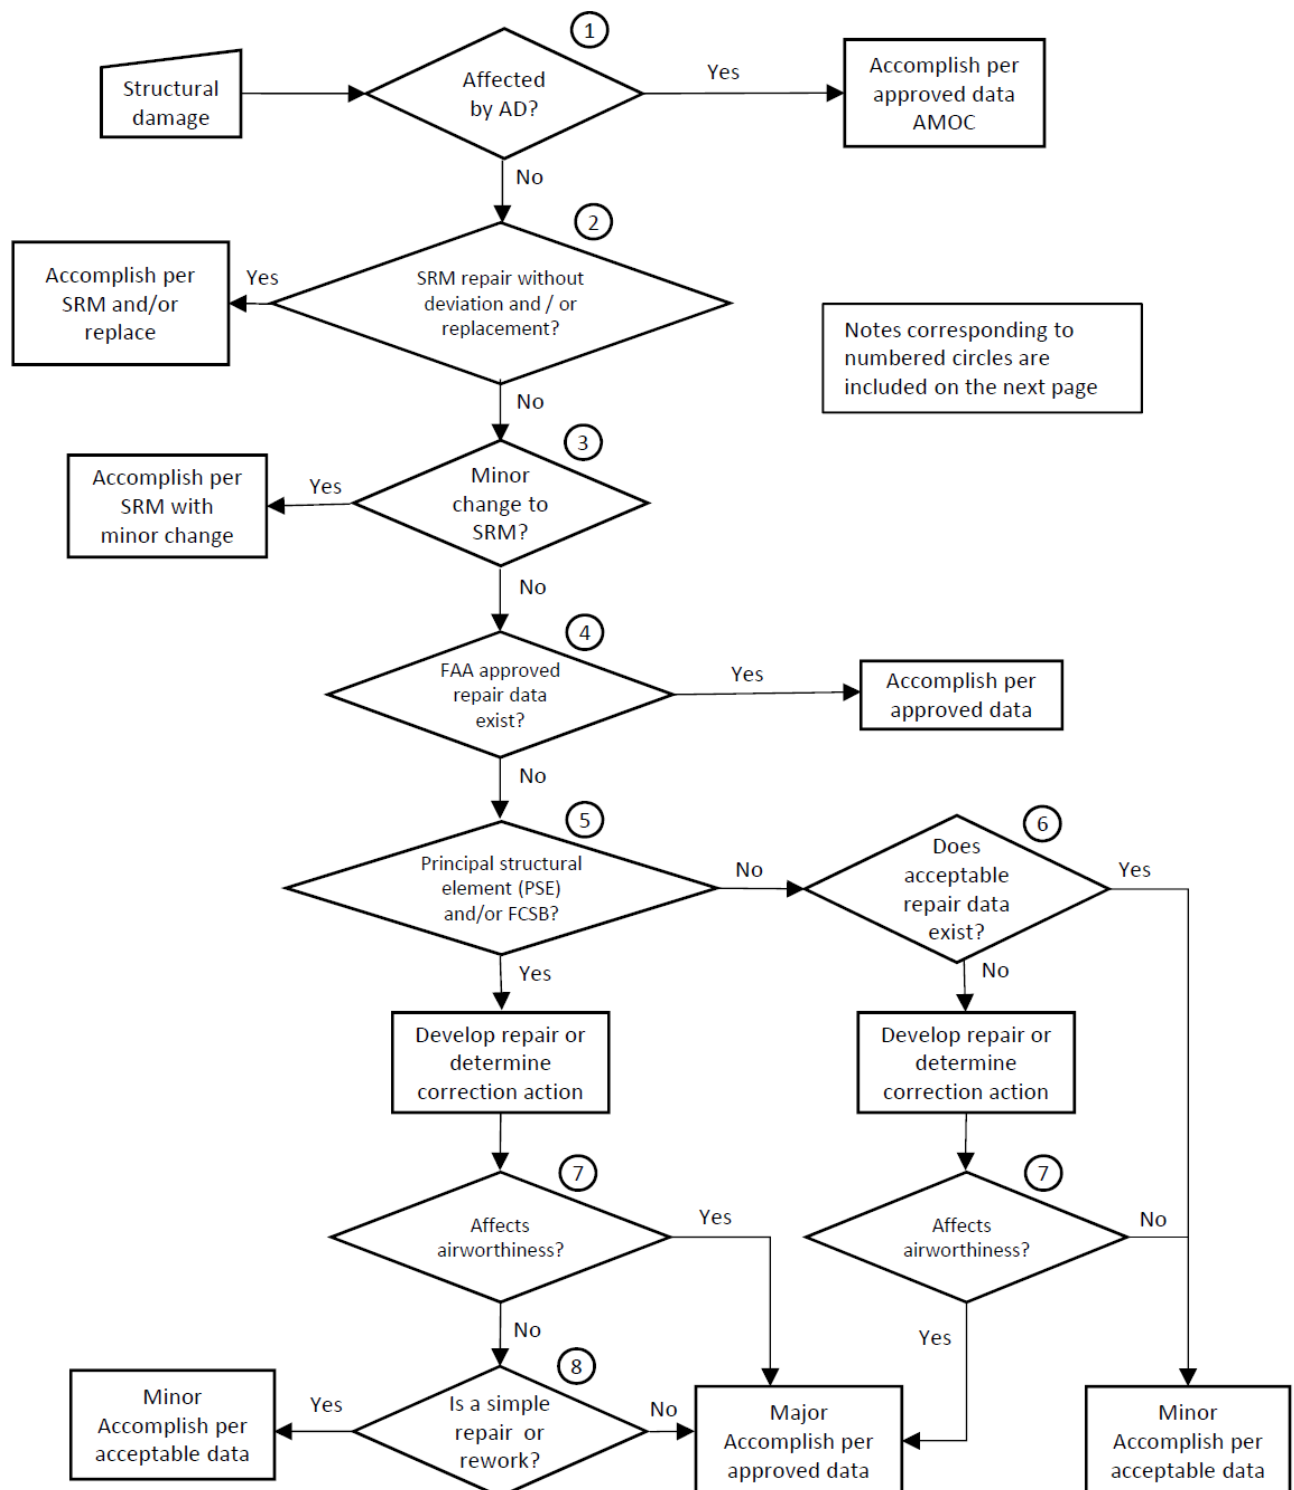 1
Structural
damage
Affected
by AD?
Yes
Accomplish per
approved data
AMOC
No
2
Accomplish per
SRM and/or
replace
Yes
SRM repair without
deviation and / or
replacement?
Notes corresponding to
numbered circles are
included on the next page
No
3
Accomplish per
SRM with
minor change
Yes
Minor
change to
SRM?
No
4
FAA approved
repair data
exist?
Yes
Accomplish per
approved data
No
5
Principal structural
element (PSE)
and/or FCSB?
No
6
Does
acceptable
repair data
exist?
Yes
Yes
No
Develop repair or
determine
correction action
Develop repair or
determine
correction action
7
Affects
airworthiness?
Yes
7
Affects
airworthiness?
No
No
Yes
8
Minor
Accomplish per
acceptable data
Yes
Is a simple
repair or
rework?
No
Major
Accomplish per
approved data
Minor
Accomplish per
acceptable data